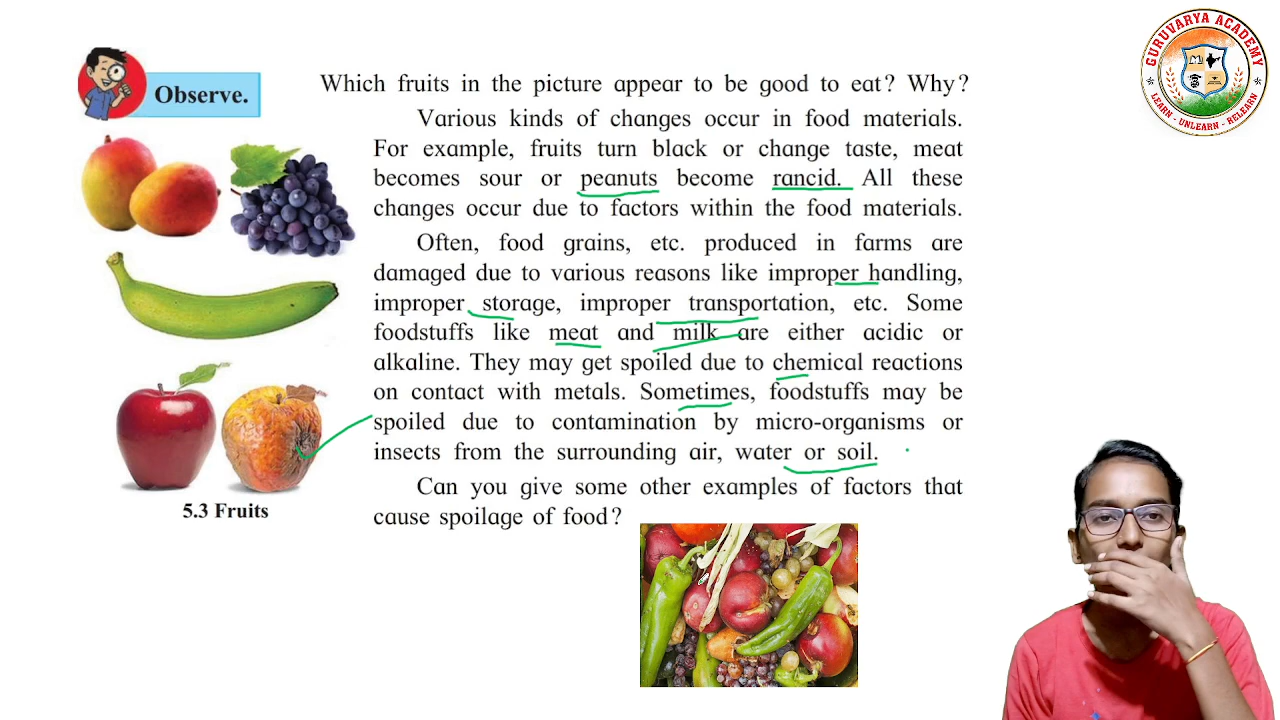 GURUVARYA ACADEMY
LEARN - UNLEARN - RELEARN
Observe.
Which fruits in the picture appear to be good to eat? Why?
Various kinds of changes occur in food materials.
For example, fruits turn black or change taste, meat
becomes sour or peanuts become rancid. All these
changes occur due to factors within the food materials.
Often, food grains, etc. produced in farms are
damaged due to various reasons like improper handling,
improper storage, improper transportation, etc. Some
foodstuffs like meat and milk are either acidic or
alkaline. They may get spoiled due to chemical reactions
on contact with metals. Sometimes, foodstuffs may be
spoiled due to contamination by micro-organisms or
insects from the surrounding air, water or soil.
Can you give some other examples of factors that
cause spoilage of food?
5.3 Fruits